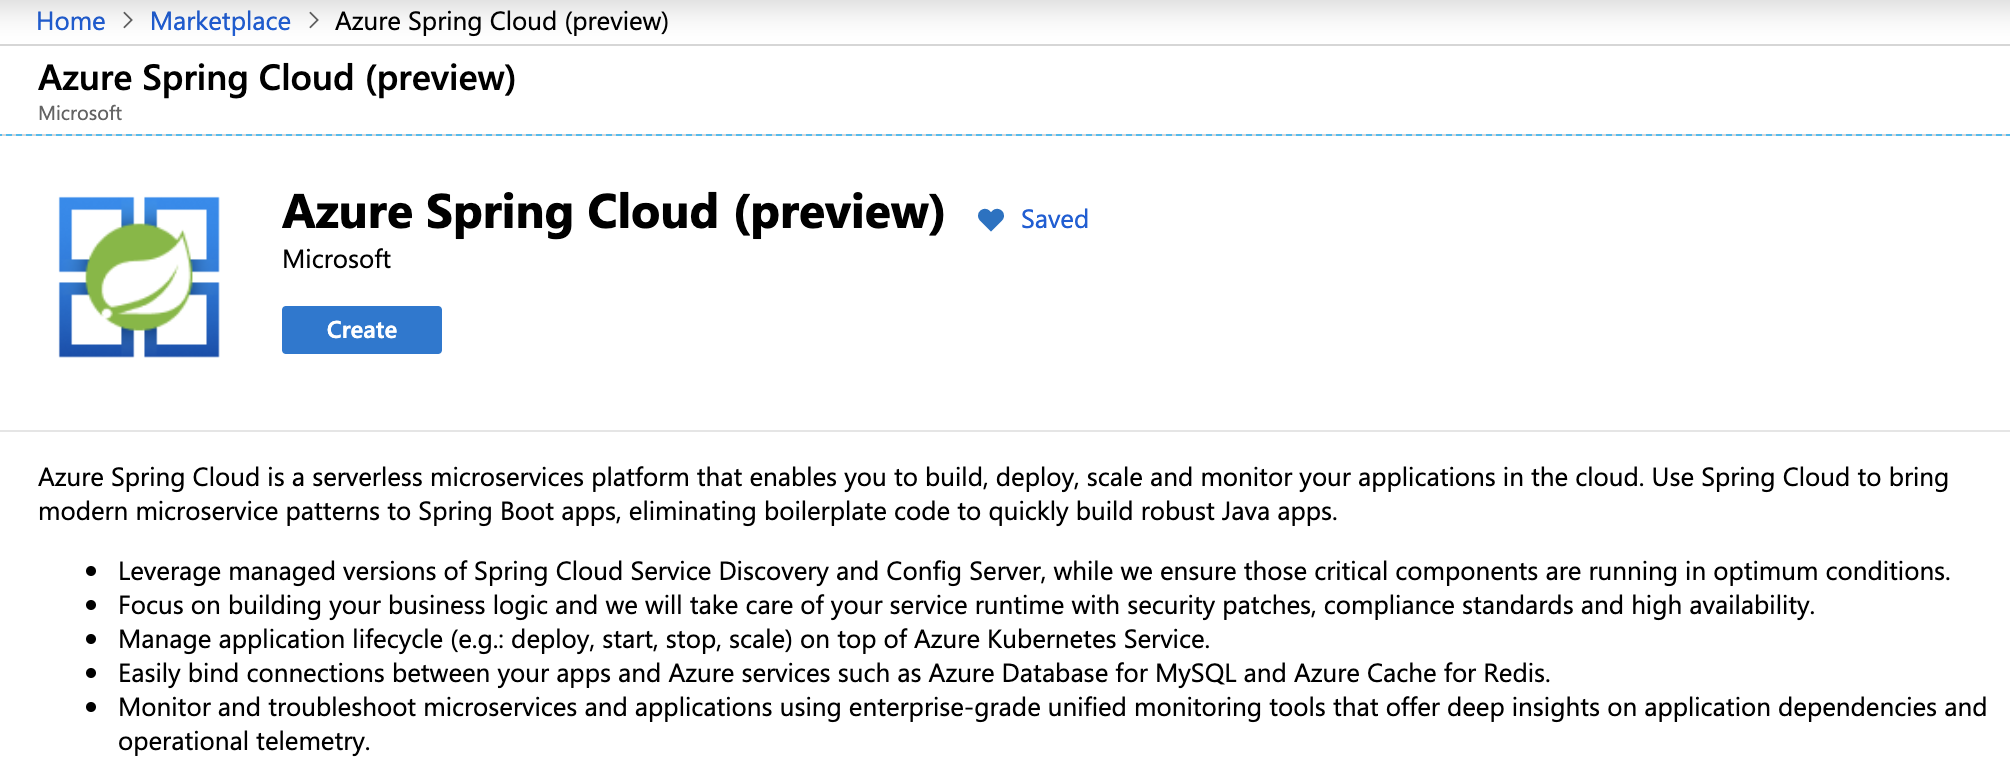 Home > Marketplace > Azure Spring Cloud (preview)
Azure Spring Cloud (preview)
Microsoft
Azure Spring Cloud (preview) Saved
Microsoft
Create
Azure Spring Cloud is a serverless microservices platform that enables you to build, deploy, scale and monitor your applications in the cloud. Use Spring Cloud to bring
modern microservice patterns to Spring Boot apps, eliminating boilerplate code to quickly build robust Java apps.
• Leverage managed versions of Spring Cloud Service Discovery and Config Server, while we ensure those critical components are running in optimum conditions.
• Focus on building your business logic and we will take care of your service runtime with security patches, compliance standards and high availability.
• Manage application lifecycle (e.g.: deploy, start, stop, scale) on top of Azure Kubernetes Service.
• Easily bind connections between your apps and Azure services such as Azure Database for MySQL and Azure Cache for Redis.
• Monitor and troubleshoot microservices and applications using enterprise-grade unified monitoring tools that offer deep insights on application dependencies and
operational telemetry.